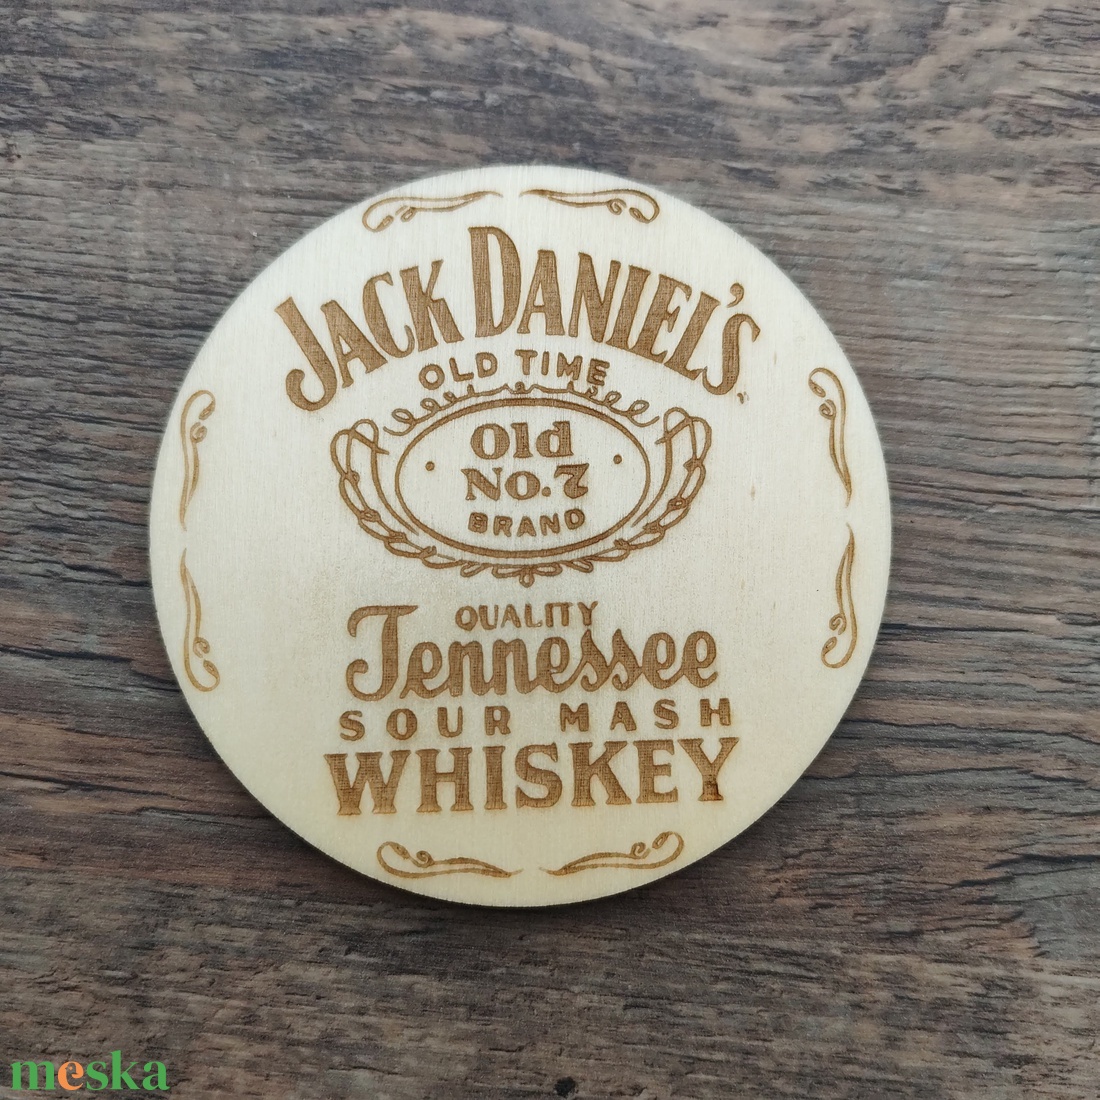 JACK DANIEL'S
OLD TIME
Old
No. 7
BRAND
QUALITY
Tennessee
SOUR MASH
WHISKEY
meska